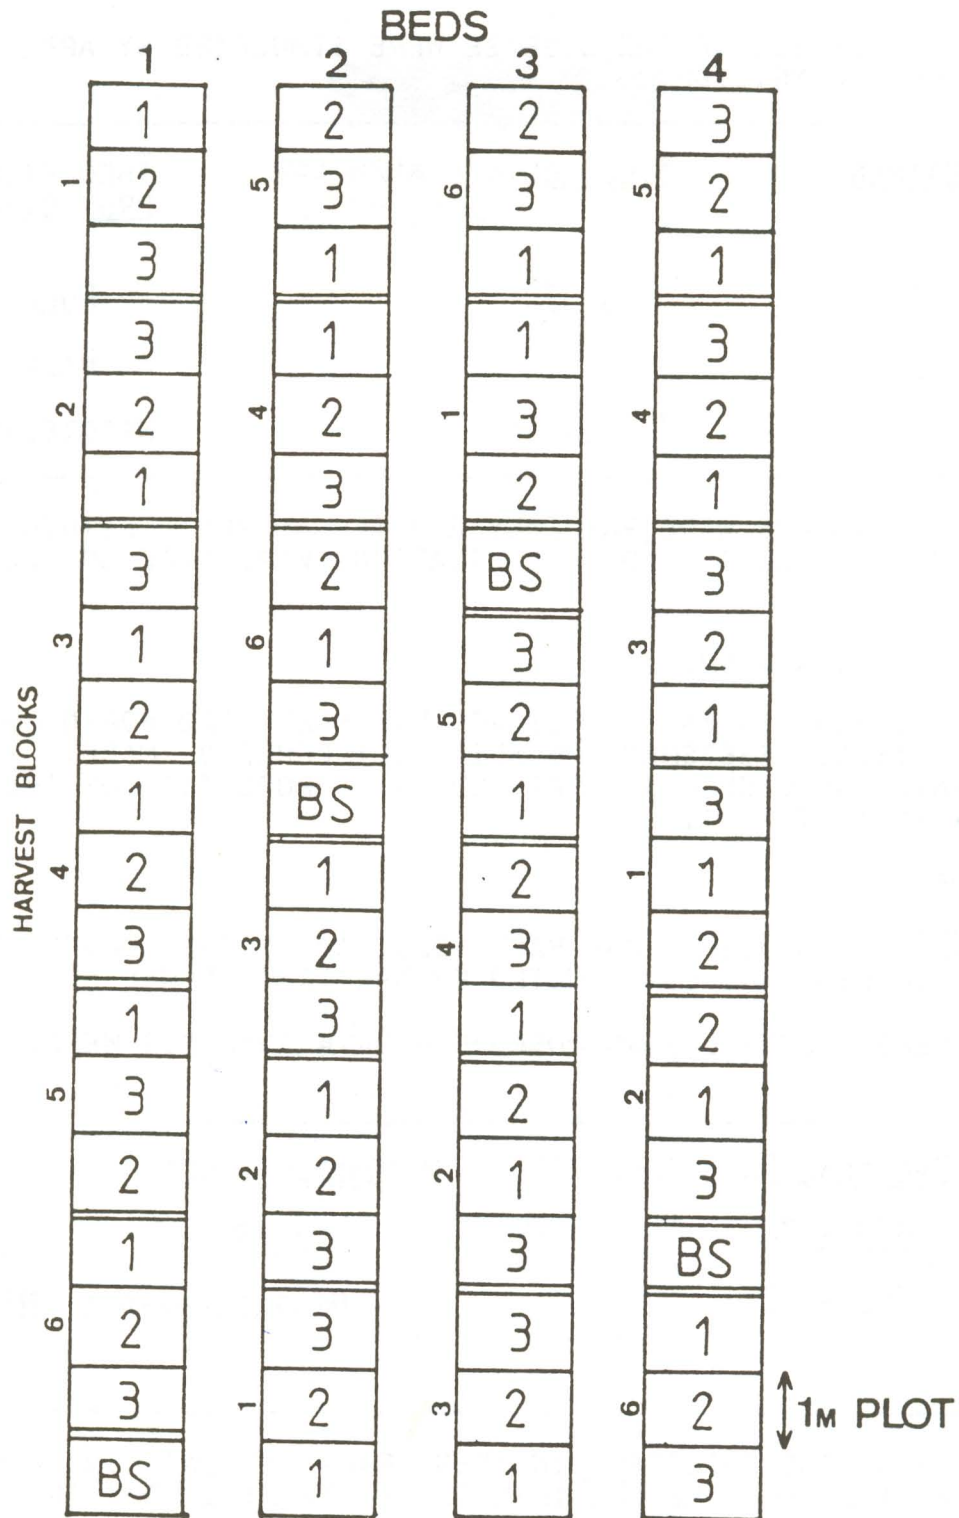 BEDS
1 2 3 4
1 2 2 3
1 2 5 3 6 3 5 2
3 1 1 1
3 1 1 3
2 2 4 2 1 3 4 2
1 3 2 1
3 2 BS 3
3 1 6 1 3 3 2
2 3 5 2 1
HARVEST BLOCKS
1 BS 1 3
4 2 1 2 1 1
3 3 2 4 3 2
1 3 1 2
5 3 1 2 2 1
2 2 2 2 1 3
1 3 3 BS
6 2 3 3 1
3 1 2 3 2 6 2 1M PLOT
BS 1 1 3